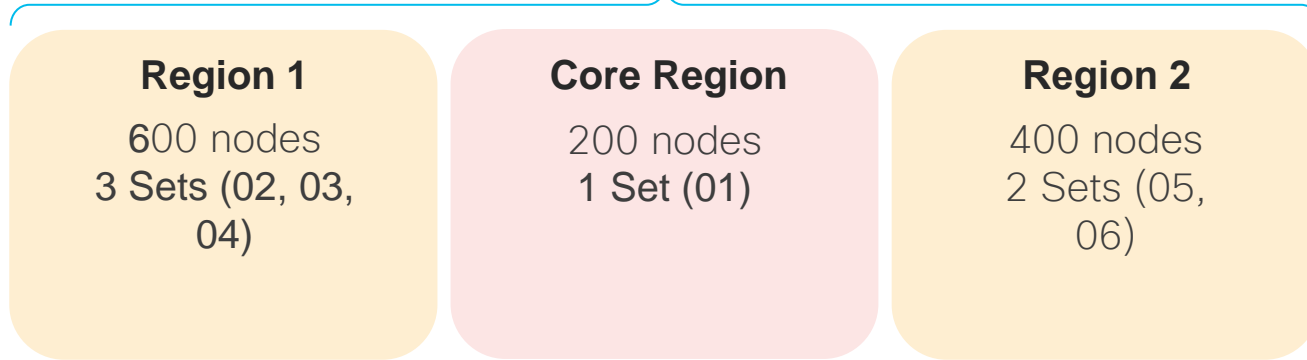 Region 1
600 nodes
3 Sets (02, 03,
04)
Core Region
200 nodes
1 Set (01)
Region 2
400 nodes
2 Sets (05,
06)